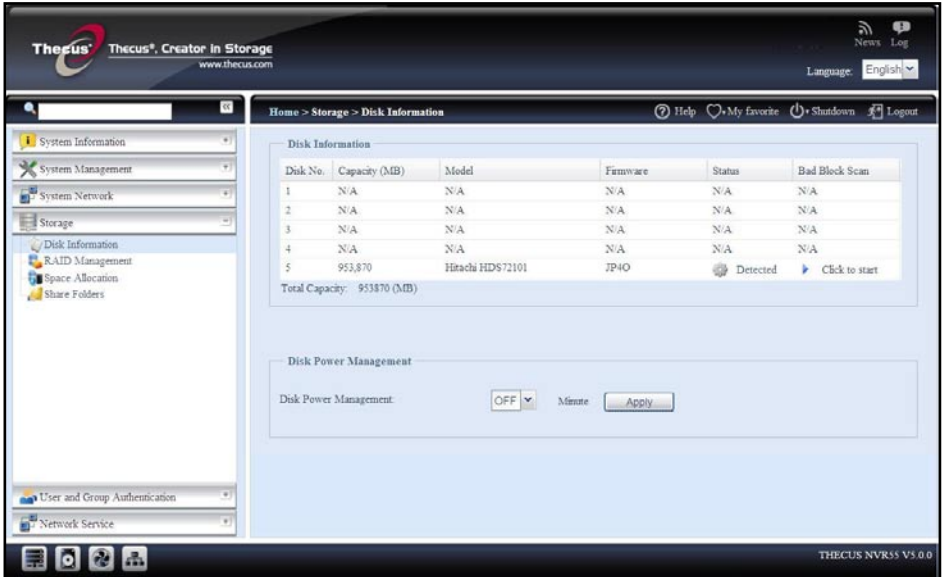 Thecus® Thecus®, Creator in Storage
www.thecus.com
News Log
Language: English
Home > Storage > Disk Information
Help My favorite Shutdown Logout
System Information
System Management
System Network
Storage
Disk Information
RAID Management
Space Allocation
Share Folders
User and Group Authentication
Network Service
Disk Information
Disk No. Capacity (MB) Model Firmware Status Bad Block Scan
1 N/A N/A N/A N/A N/A
2 N/A N/A N/A N/A N/A
3 N/A N/A N/A N/A N/A
4 N/A N/A N/A N/A N/A
5 953,870 Hitachi HDS72101 JP4O Detected Click to start
Total Capacity: 953870 (MB)
Disk Power Management
Disk Power Management: OFF Minute Apply
THECUS NVR55 V5.0.0